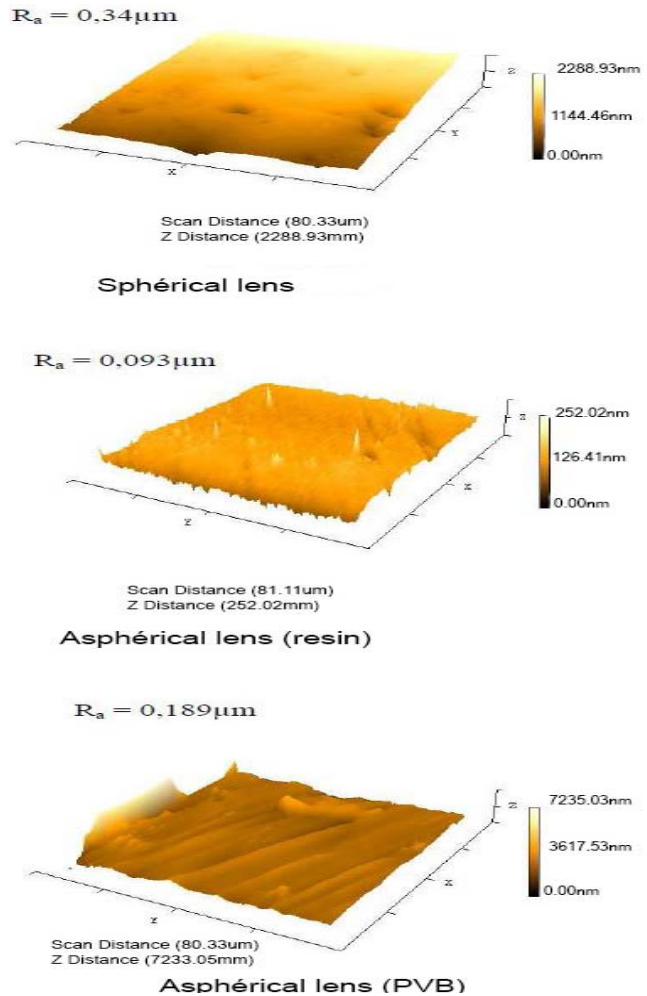 Ra = 0,34µm
2288.93nm
1144.46nm
0.00nm
Z
Y
X
Scan Distance (80.33um)
Z Distance (2288.93mm)
Sphérical lens
Ra = 0,093µm
252.02nm
126.41nm
0.00nm
Z
X
Y
Scan Distance (81.11um)
Z Distance (252.02mm)
Asphérical lens (resin)
Ra = 0,189µm
7235.03nm
3617.53nm
0.00nm
Z
X
Y
Scan Distance (80.33um)
Z Distance (7233.05mm)
Asphérical lens (PVB)